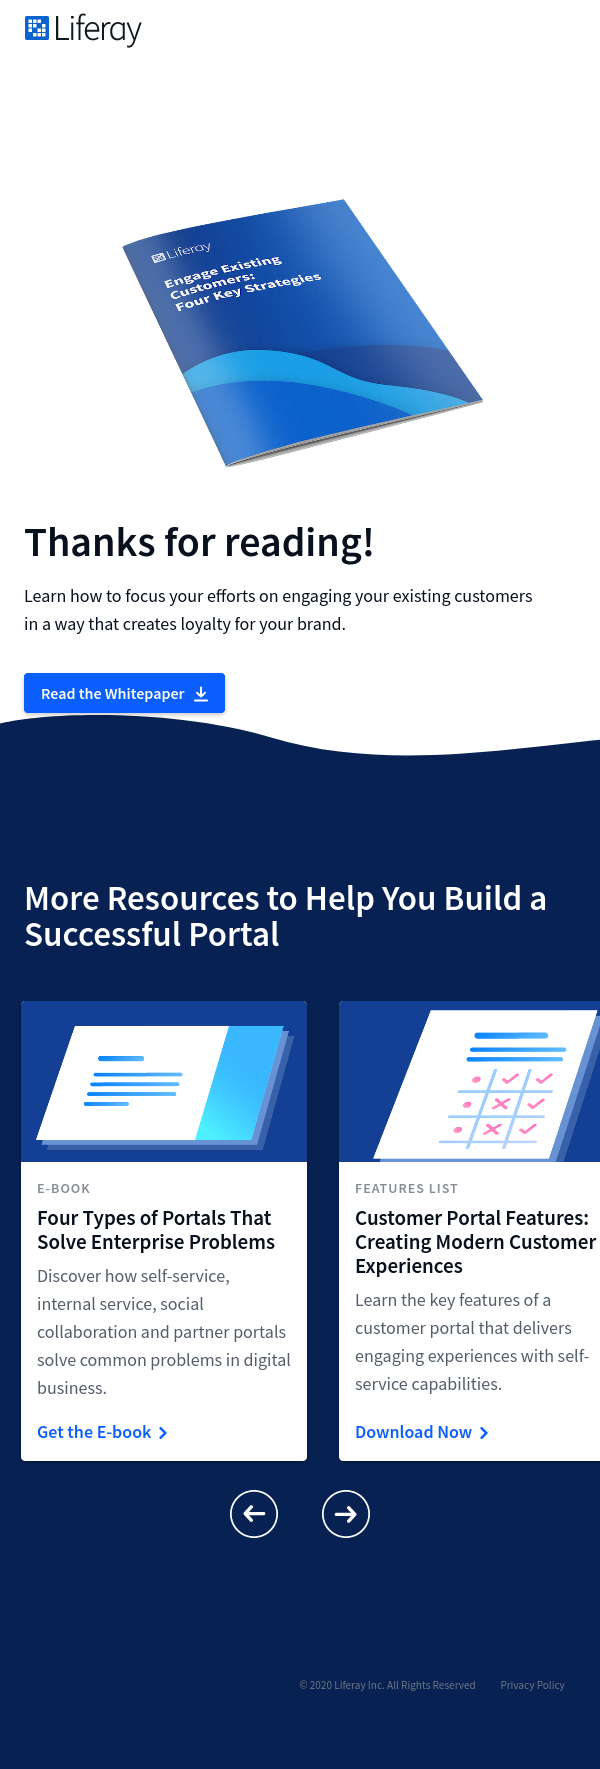 Liferay
Liferay
Engage Existing
Customers:
Four Key Strategies
Thanks for reading!
Learn how to focus your efforts on engaging your existing customers
in a way that creates loyalty for your brand.
Read the Whitepaper
More Resources to Help You Build a
Successful Portal
E-BOOK
Four Types of Portals That
Solve Enterprise Problems
Discover how self-service,
internal service, social
collaboration and partner portals
solve common problems in digital
business.
Get the E-book
FEATURES LIST
Customer Portal Features:
Creating Modern Customer
Experiences
Learn the key features of a
customer portal that delivers
engaging experiences with self-
service capabilities.
Download Now
© 2020 Liferay Inc. All Rights Reserved Privacy Policy